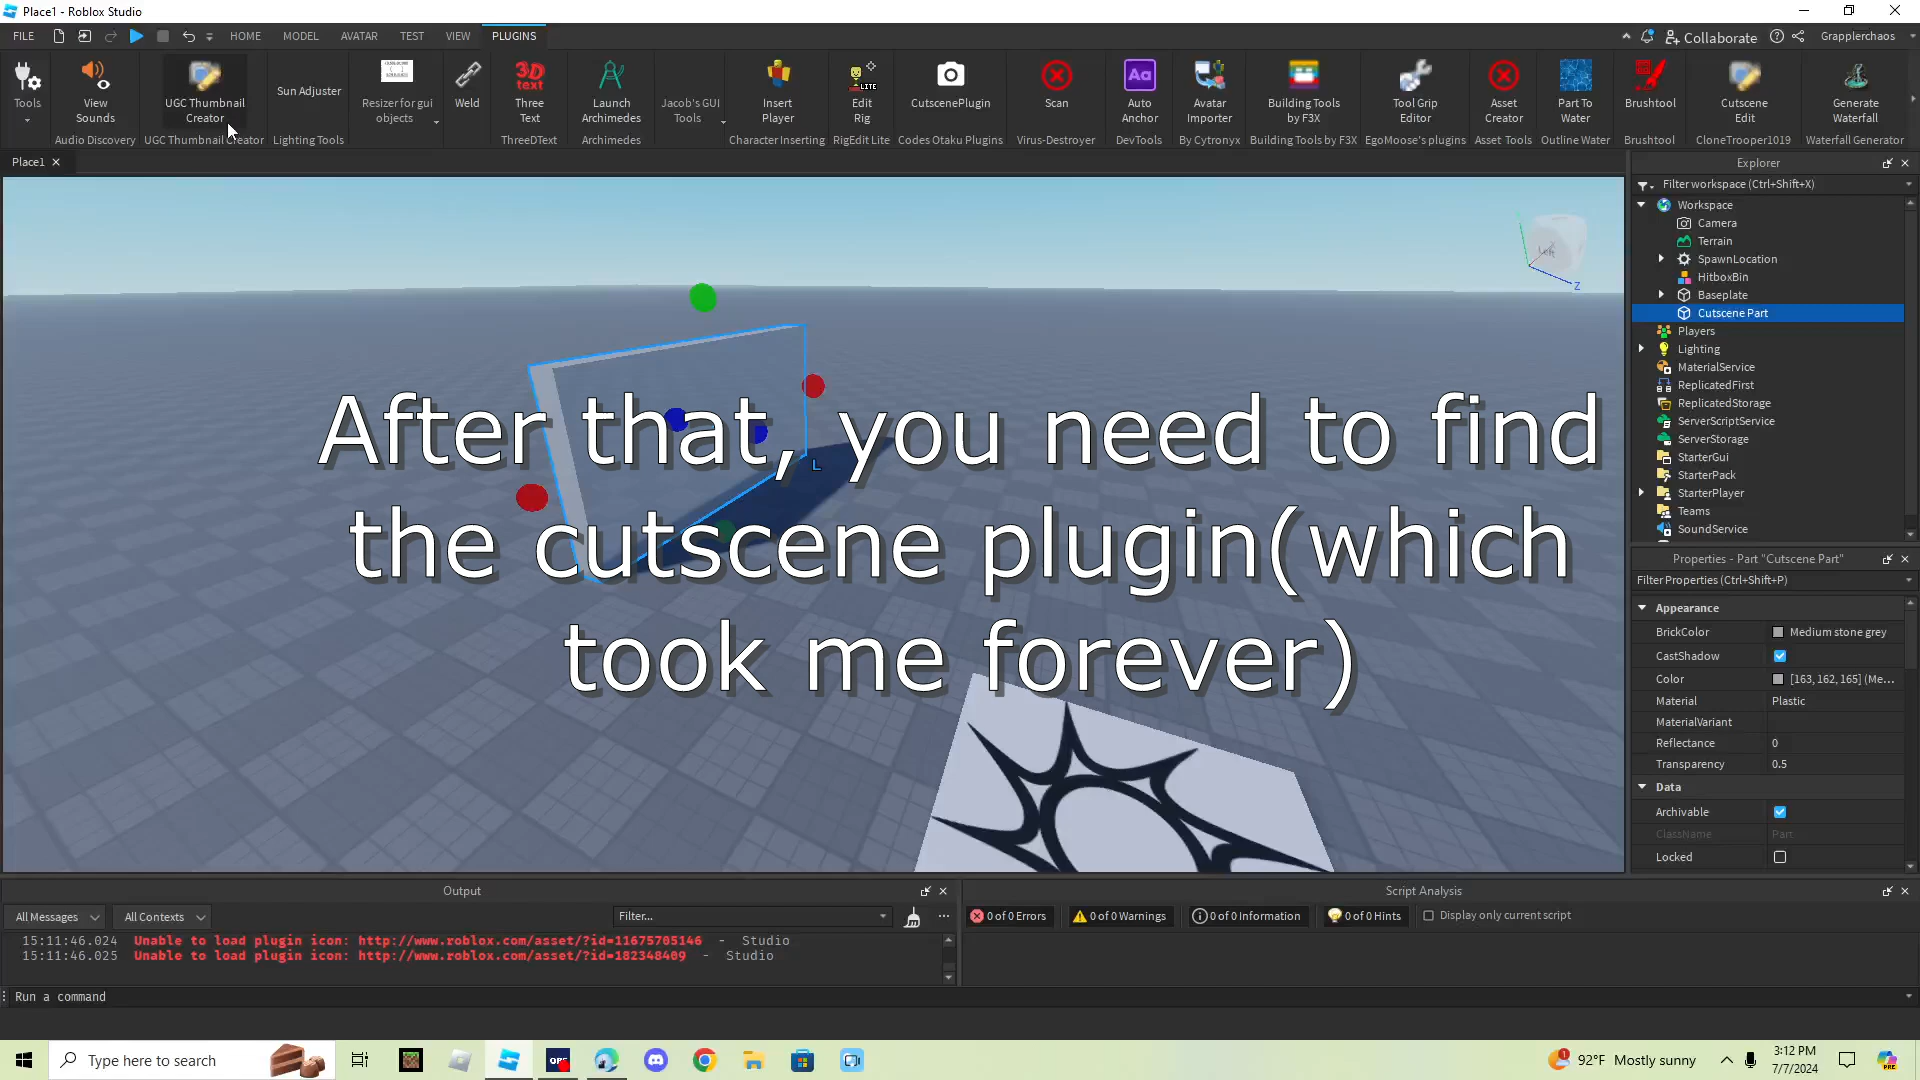 Place1 - Roblox Studio
FILE HOME MODEL AVATAR TEST VIEW PLUGINS Collaborate Grapplerchaos
Tools
View Sounds
Audio Discovery
UGC Thumbnail Creator
UGC Thumbnail Creator
Sun Adjuster
Lighting Tools
Resizer for gui objects
Weld
Three Text
ThreeDText
Launch Archimedes
Archimedes
Jacob's GUI Tools
Insert Player
Character Inserting
LITE
Edit Rig
RigEdit Lite
CutscenePlugin
Codes Otaku Plugins
Scan
Virus-Destroyer
Aa
Auto Anchor
DevTools
Avatar Importer
By Cytronyx
Building Tools by F3X
Building Tools by F3X
Tool Grip Editor
EgoMoose's plugins
Asset Creator
Asset Tools
Part To Water
Outline Water
Brushtool
Brushtool
Cutscene Edit
CloneTrooper1019
Generate Waterfall
Waterfall Generator
3D text
Place1
After that, you need to find
the cutscene plugin(which
took me forever)
L
Z
Explorer
Filter workspace (Ctrl+Shift+X)
Workspace
Camera
Terrain
SpawnLocation
HitboxBin
Baseplate
Cutscene Part
Players
Lighting
MaterialService
ReplicatedFirst
ReplicatedStorage
ServerScriptService
ServerStorage
StarterGui
StarterPack
StarterPlayer
Teams
SoundService
Properties - Part "Cutscene Part"
Filter Properties (Ctrl+Shift+P)
Appearance
BrickColor Medium stone grey
CastShadow
Color [163, 162, 165] (Me...
Material Plastic
MaterialVariant
Reflectance 0
Transparency 0.5
Data
Archivable
ClassName Part
Locked
Output
All Messages All Contexts Filter...
15:11:46.024 Unable to load plugin icon: http://www.roblox.com/asset/?id=11675705146 - Studio
15:11:46.025 Unable to load plugin icon: http://www.roblox.com/asset/?id=182348409 - Studio
Script Analysis
0 of 0 Errors 0 of 0 Warnings 0 of 0 Information 0 of 0 Hints Display only current script
Run a command
Type here to search
92°F Mostly sunny
3:12 PM
7/7/2024